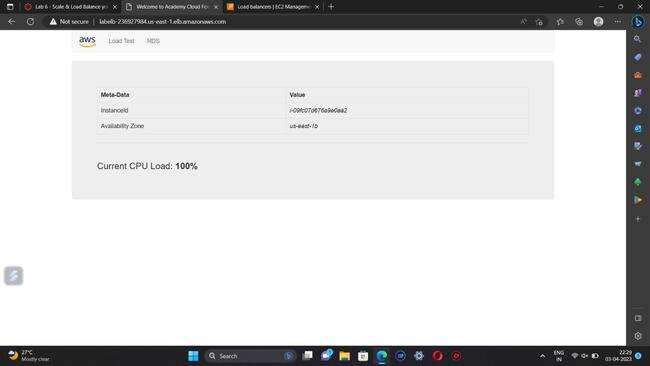 Lab 6 - Scale & Load Balance yo
Welcome to Academy Cloud Fou
Load balancers | EC2 Managemen
Not secure | labelb-236927984.us-east-1.elb.amazonaws.com
aws
Load Test
RDS
Meta-Data Value
InstanceId i-09fc07d676a9e0aa2
Availability Zone us-east-1b
Current CPU Load: 100%
27°C
Mostly clear
Search
ENG
IN
22:29
03-04-2023